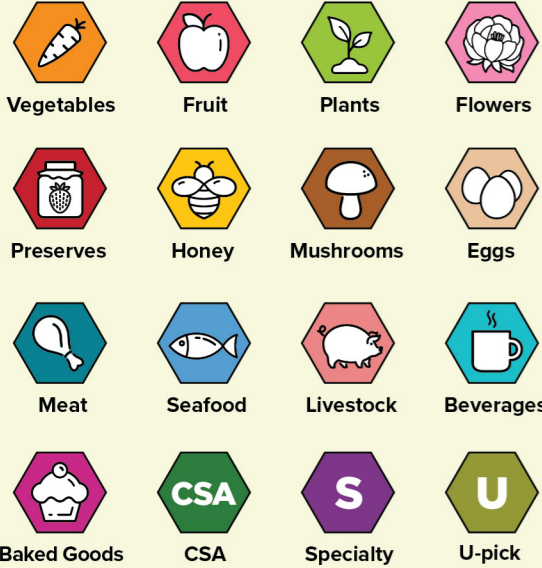 Vegetables
Fruit
Plants
Flowers
Preserves
Honey
Mushrooms
Eggs
Meat
Seafood
Livestock
Beverages
Baked Goods
CSA
CSA
S
Specialty
U
U-pick